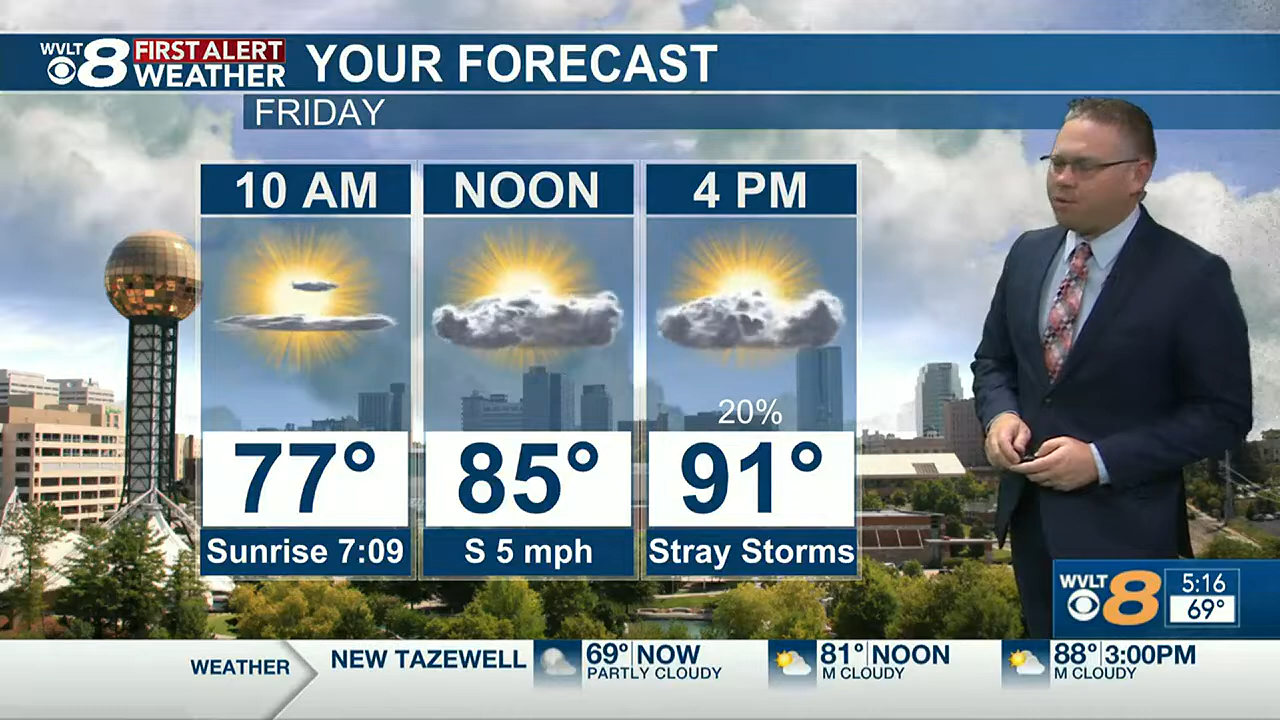 WVLT 8 FIRST ALERT WEATHER
YOUR FORECAST
FRIDAY
10 AM
NOON
4 PM
20%
77°
85°
91°
Sunrise 7:09
S 5 mph
Stray Storms
WVLT 8
5:16
69°
WEATHER
NEW TAZEWELL
69° NOW
PARTLY CLOUDY
81° NOON
M CLOUDY
88° 3:00PM
M CLOUDY